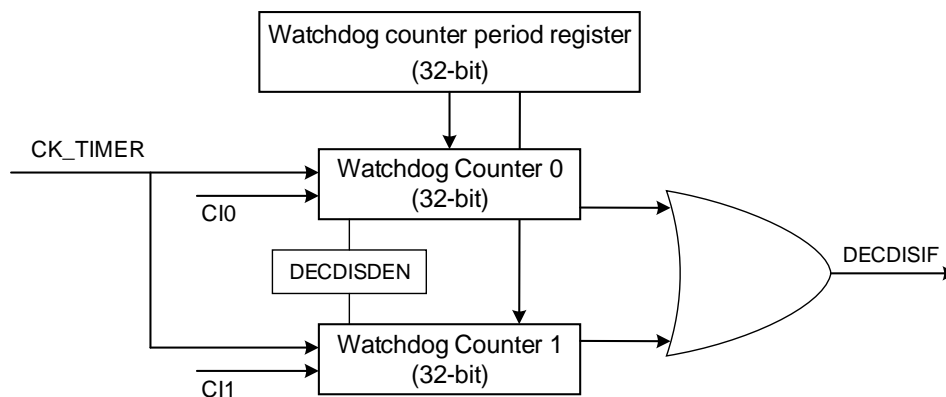 Watchdog counter period register
(32-bit)
CK_TIMER
Watchdog Counter 0
(32-bit)
CI0
DECDISDEN
DECDISIF
Watchdog Counter 1
(32-bit)
CI1